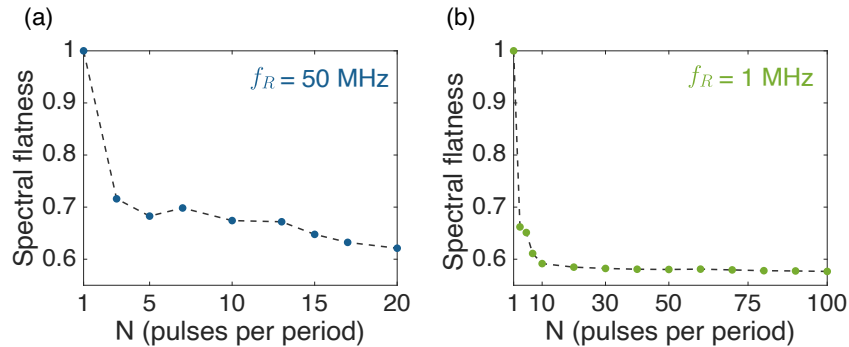 (a)
f_R = 50 MHz
Spectral flatness
1
0.9
0.8
0.7
0.6
1 5 10 15 20
N (pulses per period)
(b)
f_R = 1 MHz
Spectral flatness
1
0.9
0.8
0.7
0.6
1 10 30 50 75 100
N (pulses per period)